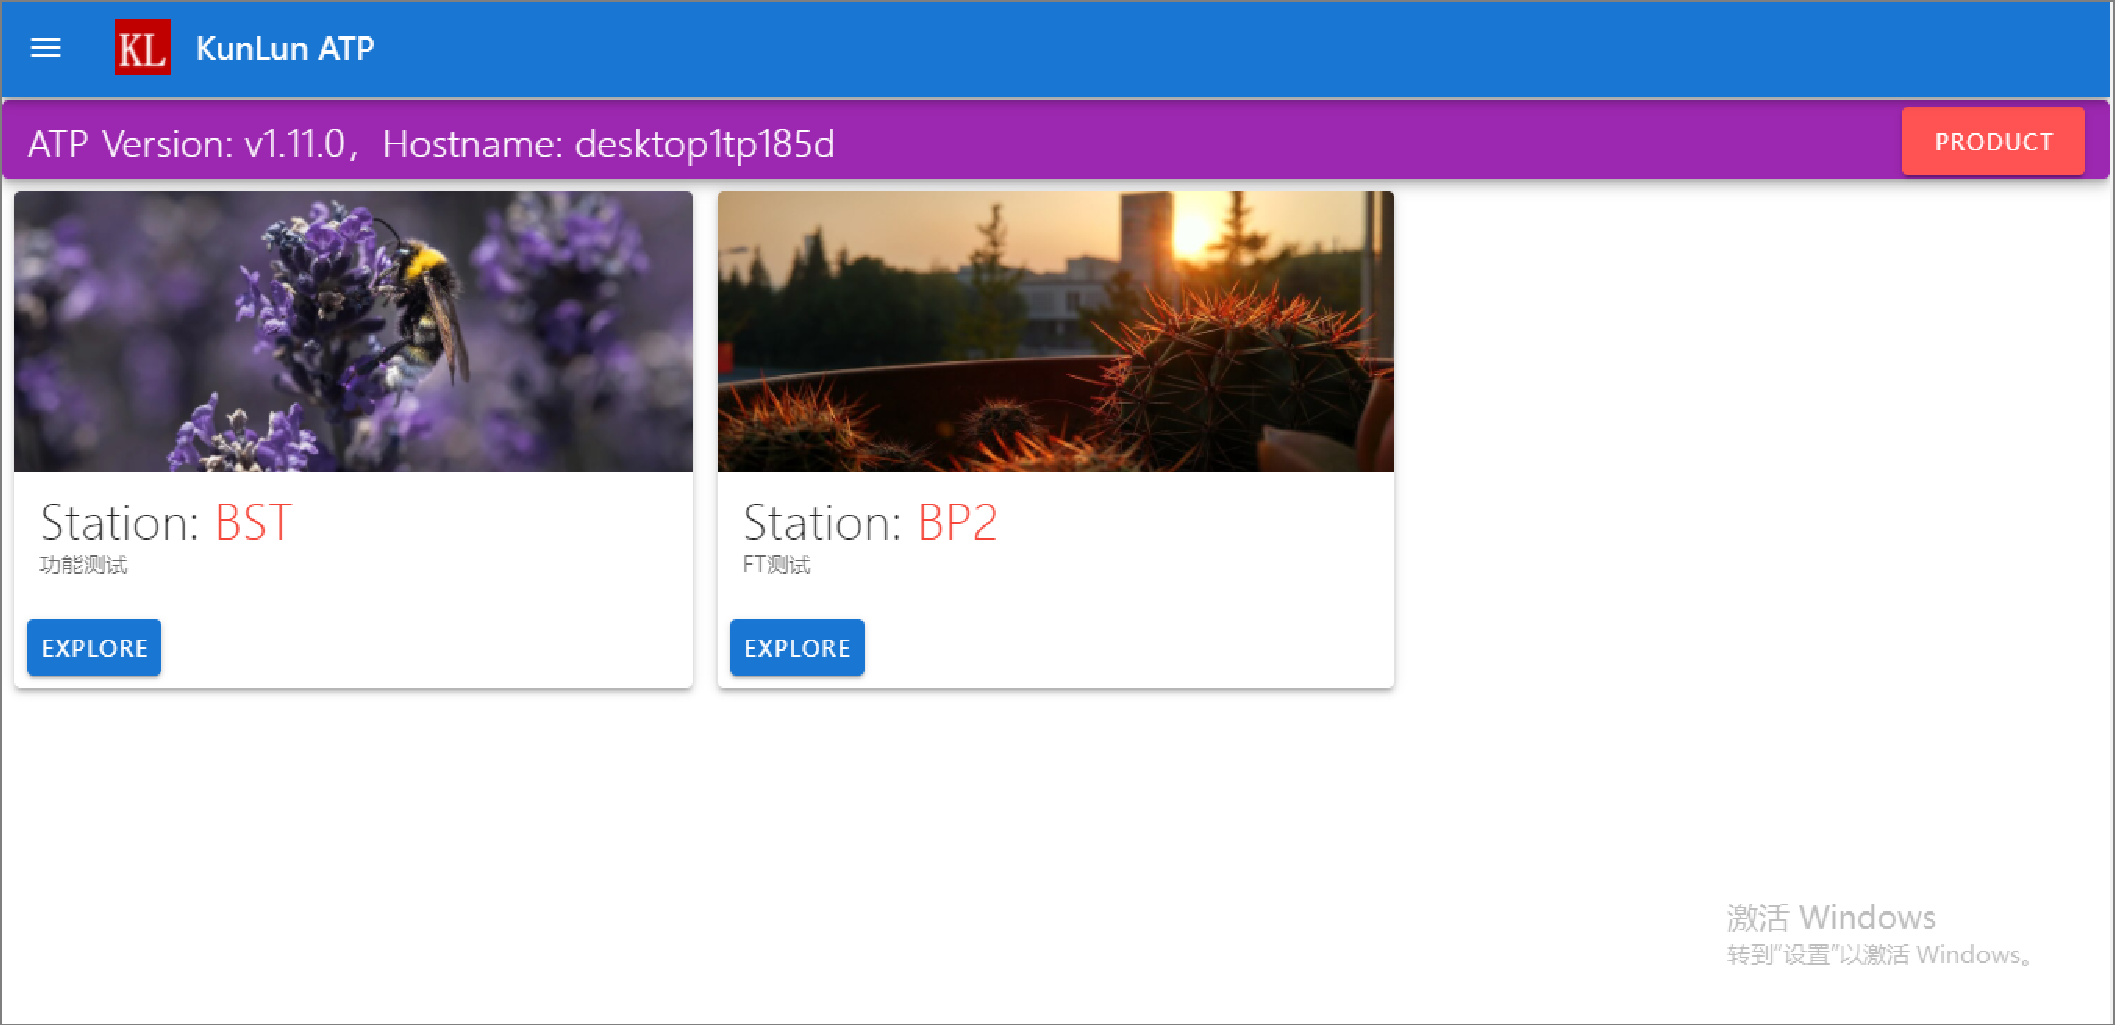 KL KunLun ATP
ATP Version: v1.11.0，Hostname: desktop1tp185d
PRODUCT
Station: BST
功能测试
EXPLORE
Station: BP2
FT测试
EXPLORE
激活 Windows
转到"设置"以激活 Windows。